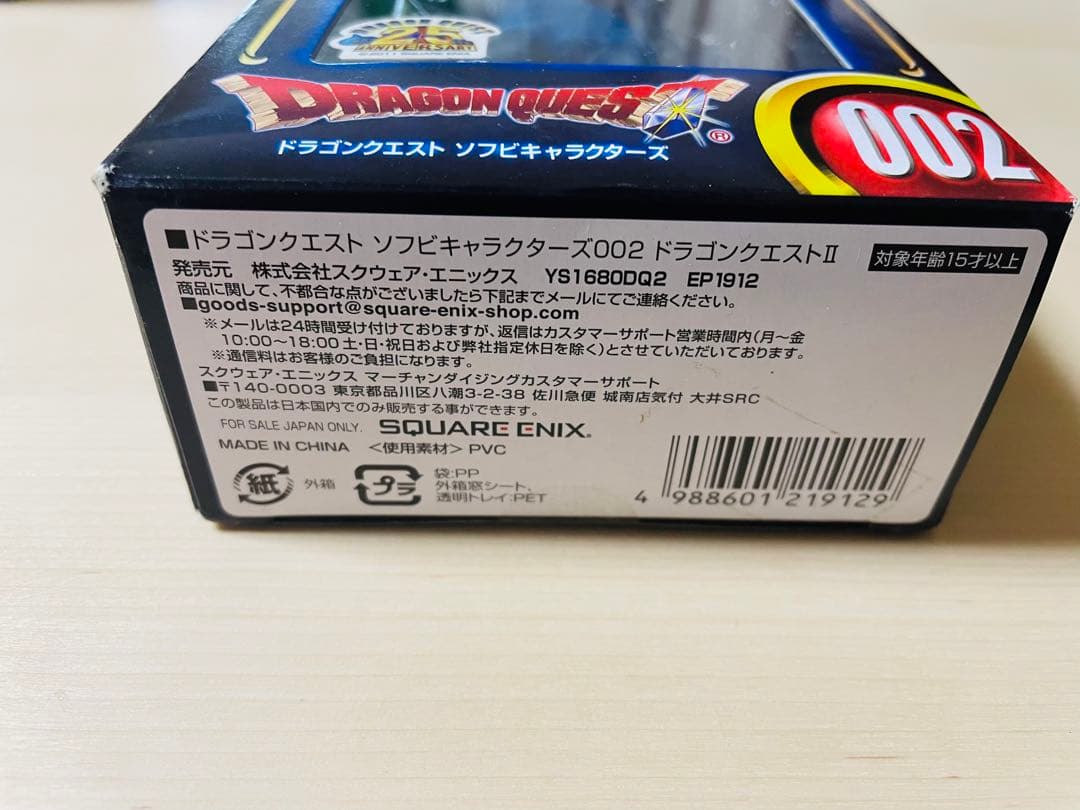 DRAGON QUEST
25
ANNIVERSARY
©2011 SQUARE ENIX
DRAGON QUEST®
ドラゴンクエスト ソフビキャラクターズ
002
■ドラゴンクエスト ソフビキャラクターズ002 ドラゴンクエストII
対象年齢15才以上
発売元 株式会社スクウェア・エニックス YS1680DQ2 EP1912
商品に関して、不都合な点がございましたら下記までメールにてご連絡ください。
■goods-support@square-enix-shop.com
※メールは24時間受け付けておりますが、返信はカスタマーサポート営業時間内(月〜金
10:00〜18:00 土・日・祝日および弊社指定休日を除く)とさせていただいております。
※通信料はお客様のご負担になります。
スクウェア・エニックス マーチャンダイジングカスタマーサポート
■〒140-0003 東京都品川区八潮3-2-38 佐川急便 城南店気付 大井SRC
この製品は日本国内でのみ販売する事ができます。
FOR SALE JAPAN ONLY. SQUARE ENIX.
MADE IN CHINA <使用素材>PVC
紙 外箱
プラ 袋:PP
外箱窓シート、
透明トレイ:PET
4 988601 219129